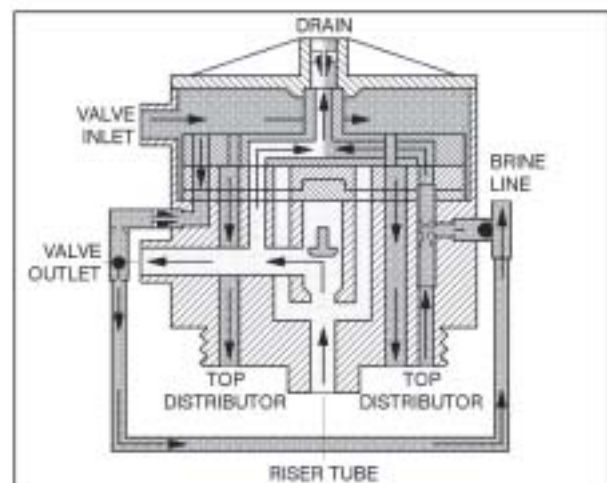 DRAIN
VALVE
INLET
BRINE
LINE
VALVE
OUTLET
TOP
DISTRIBUTOR
TOP
DISTRIBUTOR
RISER TUBE